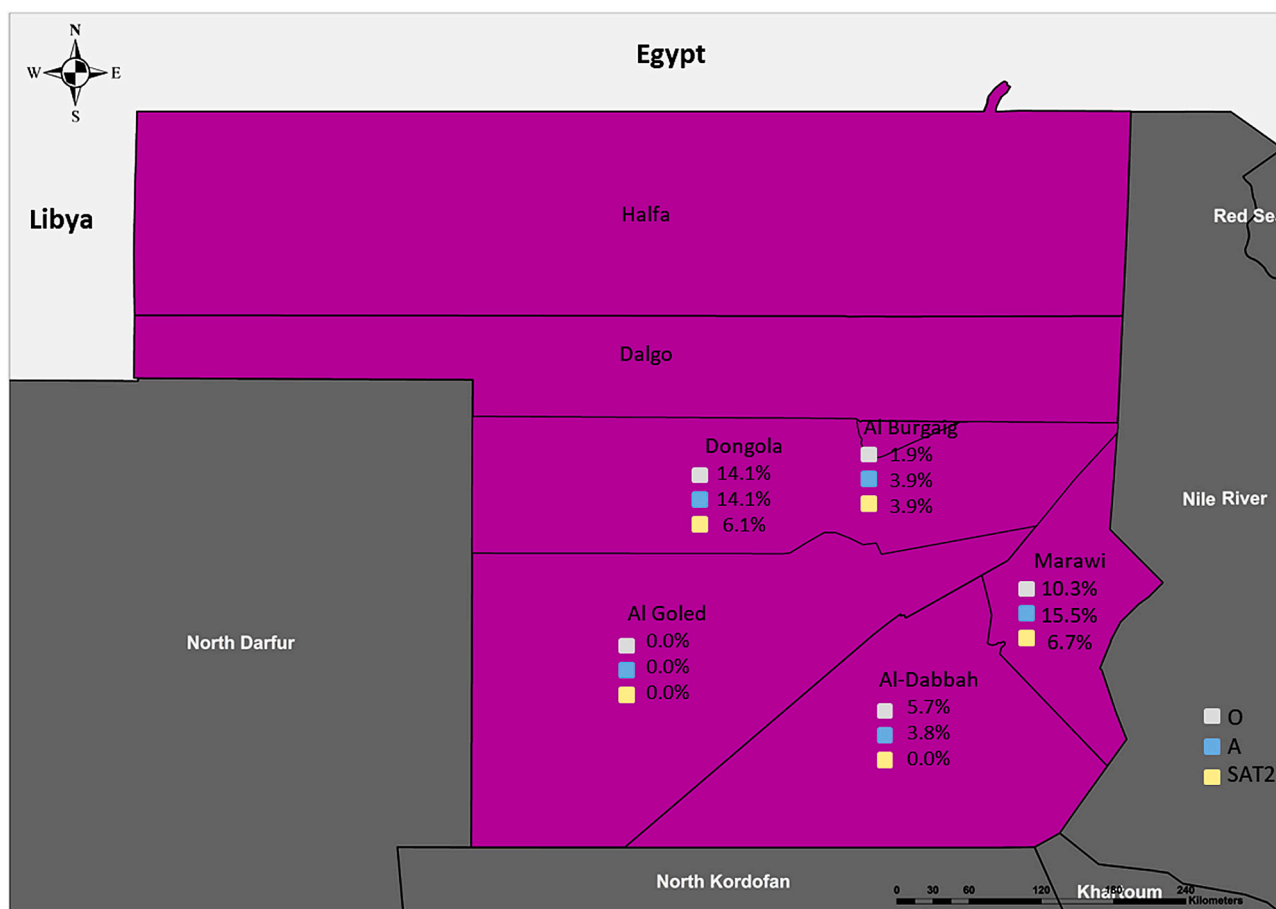 N
W E
S
Egypt
Libya
Halfa
Red Sea
Dalgo
Al Burgaig
1.9%
3.9%
3.9%
Dongola
14.1%
14.1%
6.1%
Nile River
Marawi
10.3%
15.5%
6.7%
Al Goled
0.0%
0.0%
0.0%
North Darfur
Al-Dabbah
5.7%
3.8%
0.0%
O
A
SAT2
North Kordofan
Khartoum
0 30 60 120 180 240
Kilometers